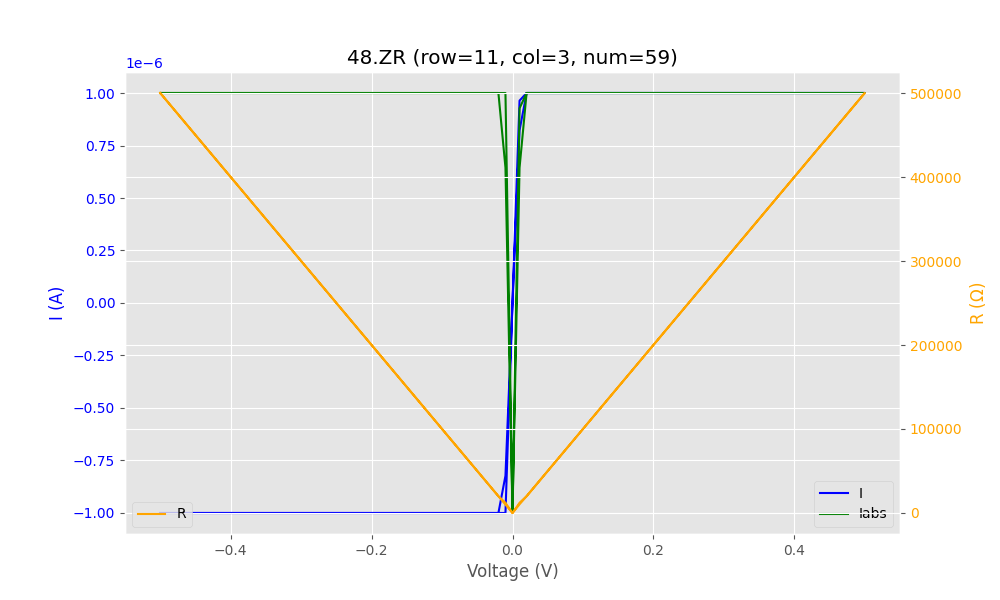 48.ZR (row=11, col=3, num=59)
1e−6
1.00
0.75
0.50
0.25
0.00
−0.25
−0.50
−0.75
−1.00
I (A)
500000
400000
300000
200000
100000
0
R (Ω)
R
I
Iabs
−0.4
−0.2
0.0
0.2
0.4
Voltage (V)